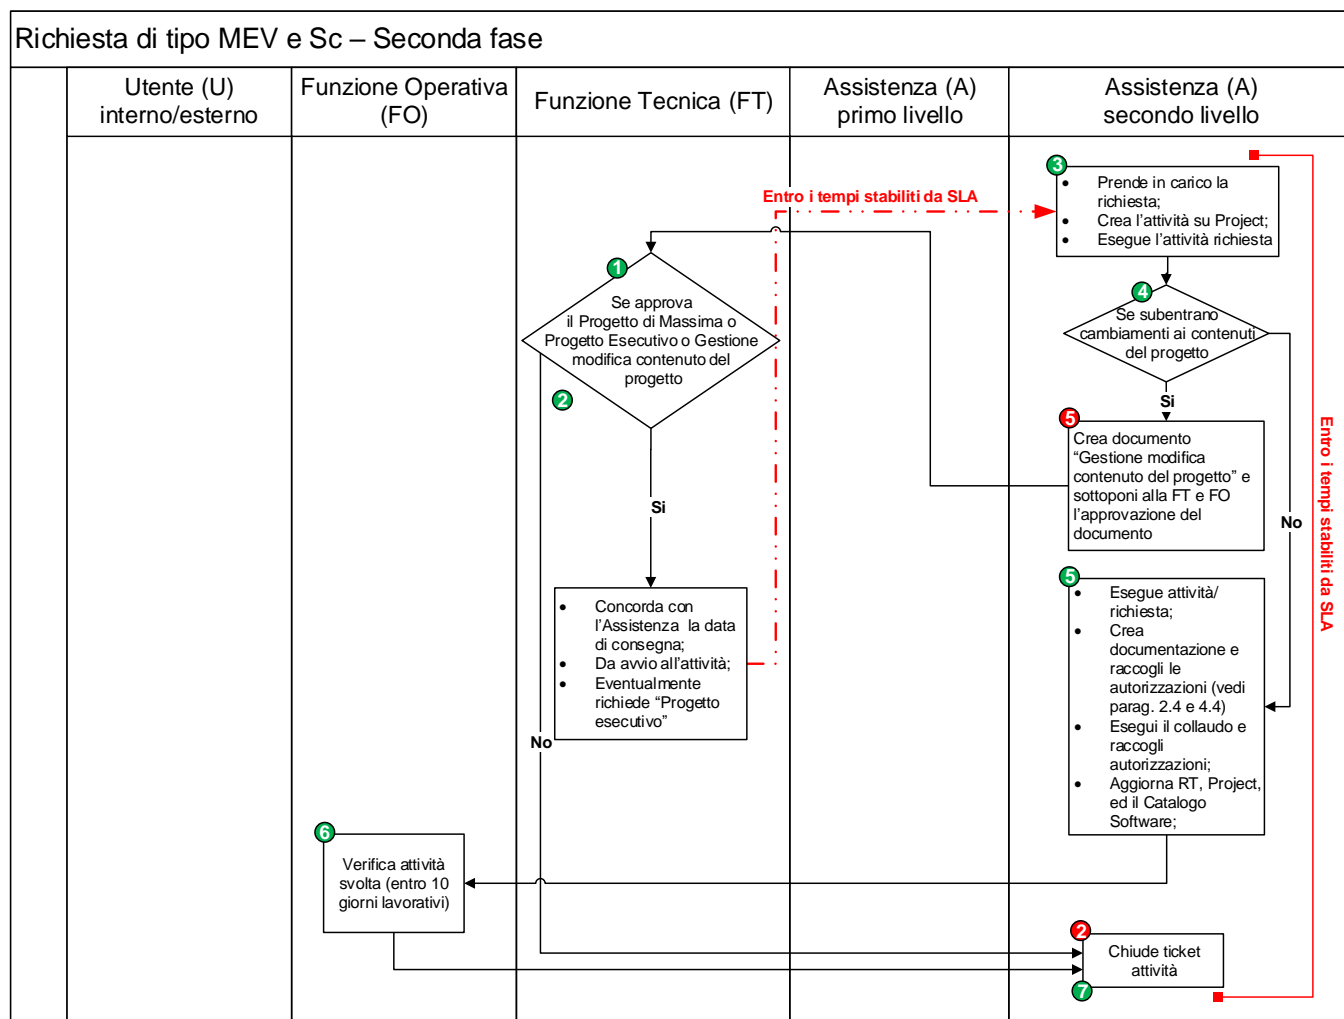 Richiesta di tipo MEV e Sc – Seconda fase
Utente (U)
interno/esterno
Funzione Operativa
(FO)
Funzione Tecnica (FT)
Assistenza (A)
primo livello
Assistenza (A)
secondo livello
3
• Prende in carico la
richiesta;
• Crea l'attività su Project;
• Esegue l'attività richiesta
Entro i tempi stabiliti da SLA
1
Se approva
il Progetto di Massima o
Progetto Esecutivo o Gestione
modifica contenuto del
progetto
2
4
Se subentrano
cambiamenti ai contenuti
del progetto
Si
No
5
Crea documento
“Gestione modifica
contenuto del progetto” e
sottoponi alla FT e FO
l'approvazione del
documento
Entro i tempi stabiliti da SLA
Si
• Concorda con
l'Assistenza la data
di consegna;
• Da avvio all'attività;
• Eventualmente
richiede “Progetto
esecutivo”
No
5
• Esegue attività/
richiesta;
• Crea
documentazione e
raccogli le
autorizzazioni (vedi
parag. 2.4 e 4.4)
• Esegui il collaudo e
raccogli
autorizzazioni;
• Aggiorna RT, Project,
ed il Catalogo
Software;
6
Verifica attività
svolta (entro 10
giorni lavorativi)
2
Chiude ticket
attività
7